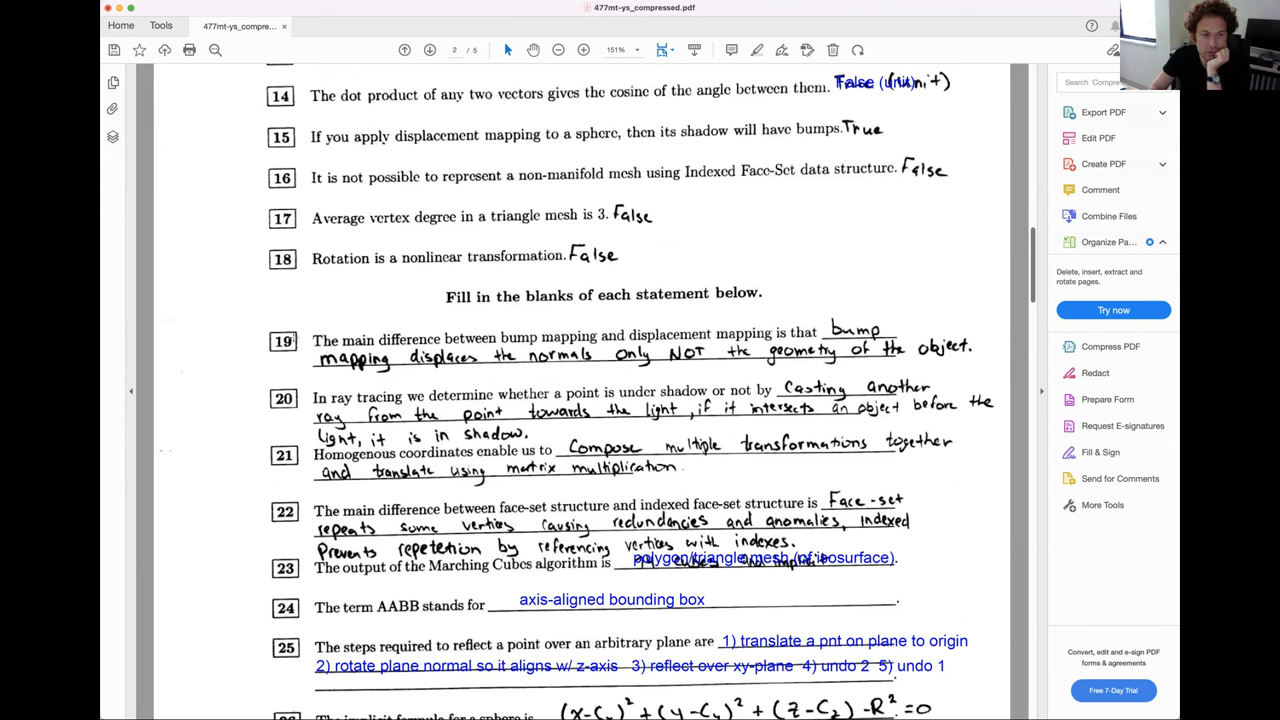 477mt-ys_compressed.pdf
Home Tools 477mt-ys_compre... ×
2 / 5 151%
Search 'Compre
14 The dot product of any two vectors gives the cosine of the angle between them. False (unit)
15 If you apply displacement mapping to a sphere, then its shadow will have bumps. True
16 It is not possible to represent a non-manifold mesh using Indexed Face-Set data structure. False
17 Average vertex degree in a triangle mesh is 3. False
18 Rotation is a nonlinear transformation. False
Fill in the blanks of each statement below.
19 The main difference between bump mapping and displacement mapping is that bump
mapping displaces the normals only NOT the geometry of the object.
20 In ray tracing we determine whether a point is under shadow or not by casting another
ray from the point towards the light, if it intersects an object before the
light, it is in shadow.
21 Homogenous coordinates enable us to Compose multiple transformations together
and translate using matrix multiplication.
22 The main difference between face-set structure and indexed face-set structure is Face-set
repeats some vertices causing redundancies and anomalies, indexed
Prevents repetetion by referencing vertices with indexes.
23 The output of the Marching Cubes algorithm is polygon/triangle mesh (of isosurface).
24 The term AABB stands for axis-aligned bounding box.
25 The steps required to reflect a point over an arbitrary plane are 1) translate a pnt on plane to origin
2) rotate plane normal so it aligns w/ z-axis 3) reflect over xy-plane 4) undo 2 5) undo 1
The implicit formula for a sphere is (x-Cx)²+(y-Cy)²+(z-Cz)-R²=0
Export PDF
Edit PDF
Create PDF
Comment
Combine Files
Organize Pa...
Delete, insert, extract and
rotate pages.
Try now
Compress PDF
Redact
Prepare Form
Request E-signatures
Fill & Sign
Send for Comments
More Tools
Convert, edit and e-sign PDF
forms & agreements
Free 7-Day Trial